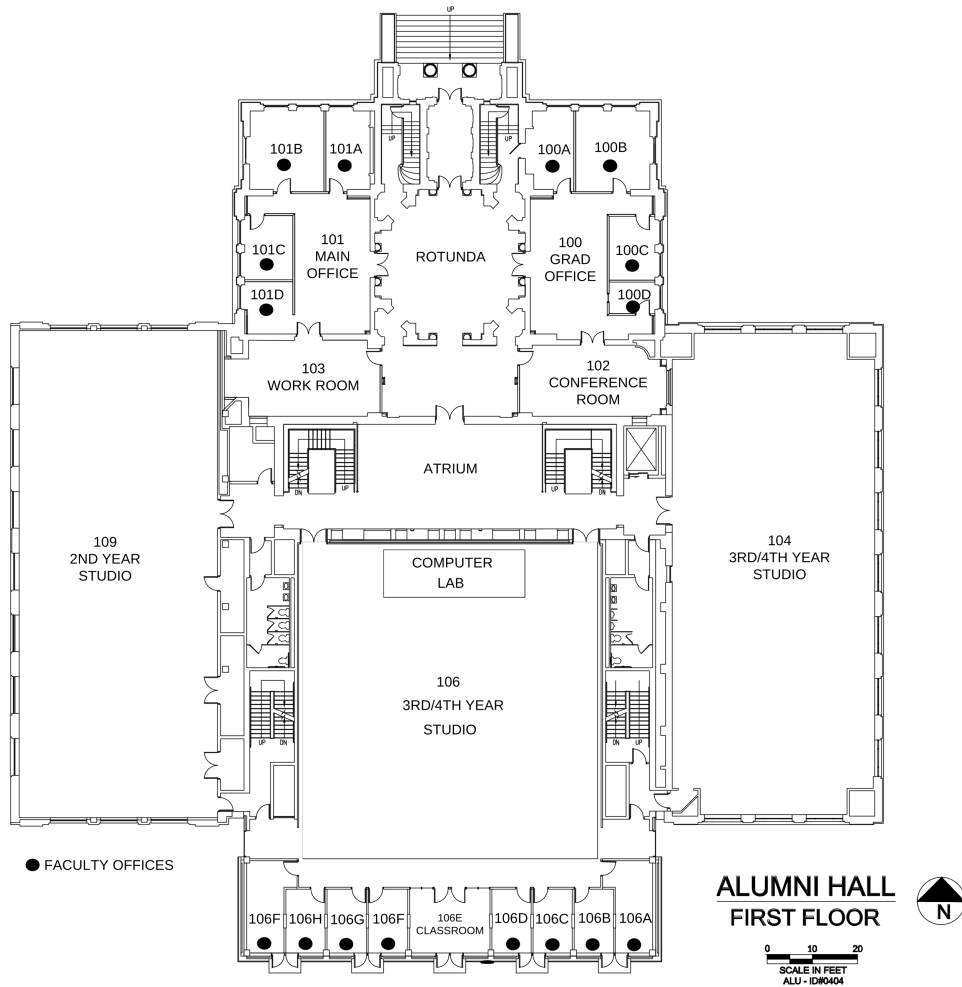 UP
101B
101A
UP
UP
100A
100B
101C
101
MAIN
OFFICE
ROTUNDA
100
GRAD
OFFICE
100C
101D
100D
103
WORK ROOM
102
CONFERENCE
ROOM
ATRIUM
DN
UP
UP
DN
109
2ND YEAR
STUDIO
COMPUTER
LAB
104
3RD/4TH YEAR
STUDIO
106
3RD/4TH YEAR
STUDIO
UP
DN
DN
UP
FACULTY OFFICES
106F
106H
106G
106F
106E
CLASSROOM
106D
106C
106B
106A
ALUMNI HALL
FIRST FLOOR
N
0 10 20
SCALE IN FEET
ALU - ID#0404